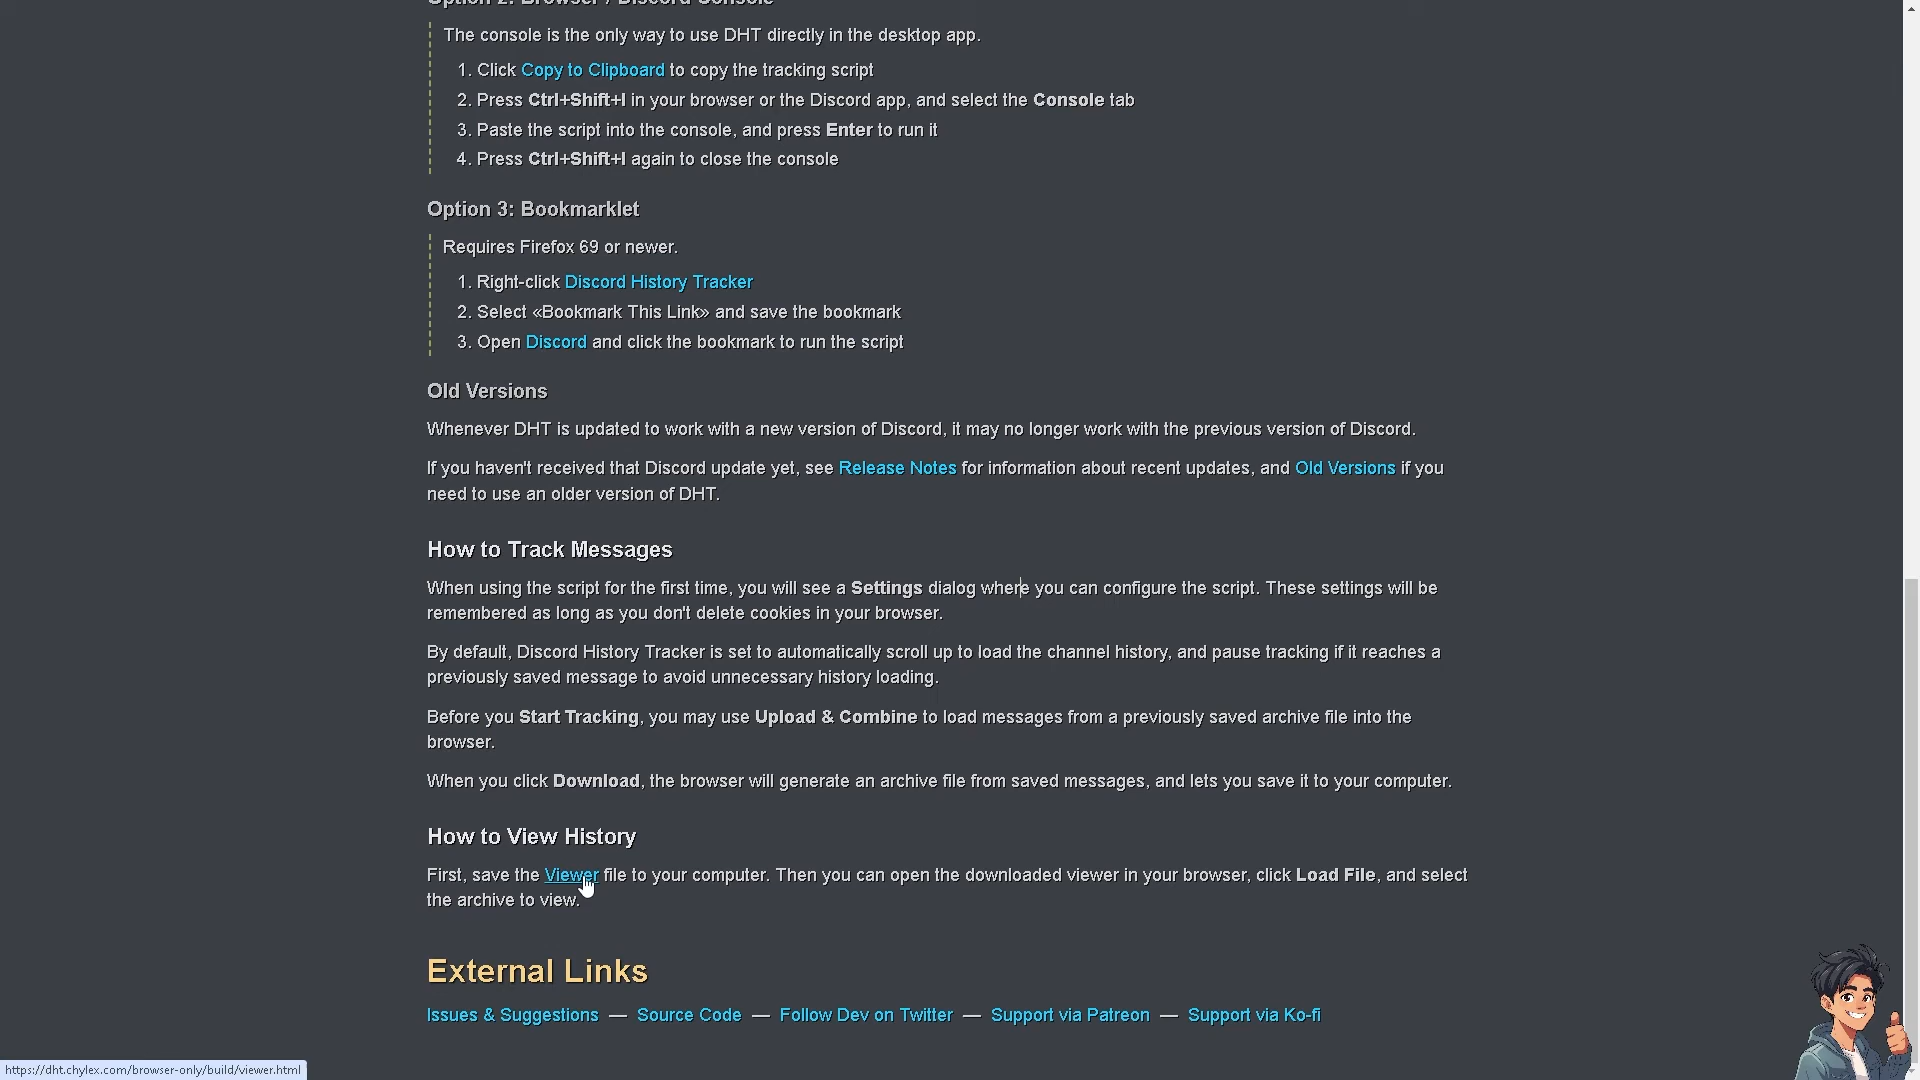 Option 2: Browser / Discord Console
The console is the only way to use DHT directly in the desktop app.
1. Click Copy to Clipboard to copy the tracking script
2. Press Ctrl+Shift+I in your browser or the Discord app, and select the Console tab
3. Paste the script into the console, and press Enter to run it
4. Press Ctrl+Shift+I again to close the console
Option 3: Bookmarklet
Requires Firefox 69 or newer.
1. Right-click Discord History Tracker
2. Select «Bookmark This Link» and save the bookmark
3. Open Discord and click the bookmark to run the script
Old Versions
Whenever DHT is updated to work with a new version of Discord, it may no longer work with the previous version of Discord.
If you haven't received that Discord update yet, see Release Notes for information about recent updates, and Old Versions if you
need to use an older version of DHT.
How to Track Messages
When using the script for the first time, you will see a Settings dialog where you can configure the script. These settings will be
remembered as long as you don't delete cookies in your browser.
By default, Discord History Tracker is set to automatically scroll up to load the channel history, and pause tracking if it reaches a
previously saved message to avoid unnecessary history loading.
Before you Start Tracking, you may use Upload & Combine to load messages from a previously saved archive file into the
browser.
When you click Download, the browser will generate an archive file from saved messages, and lets you save it to your computer.
How to View History
First, save the Viewer file to your computer. Then you can open the downloaded viewer in your browser, click Load File, and select
the archive to view.
External Links
Issues & Suggestions — Source Code — Follow Dev on Twitter — Support via Patreon — Support via Ko-fi
https://dht.chylex.com/browser-only/build/viewer.html